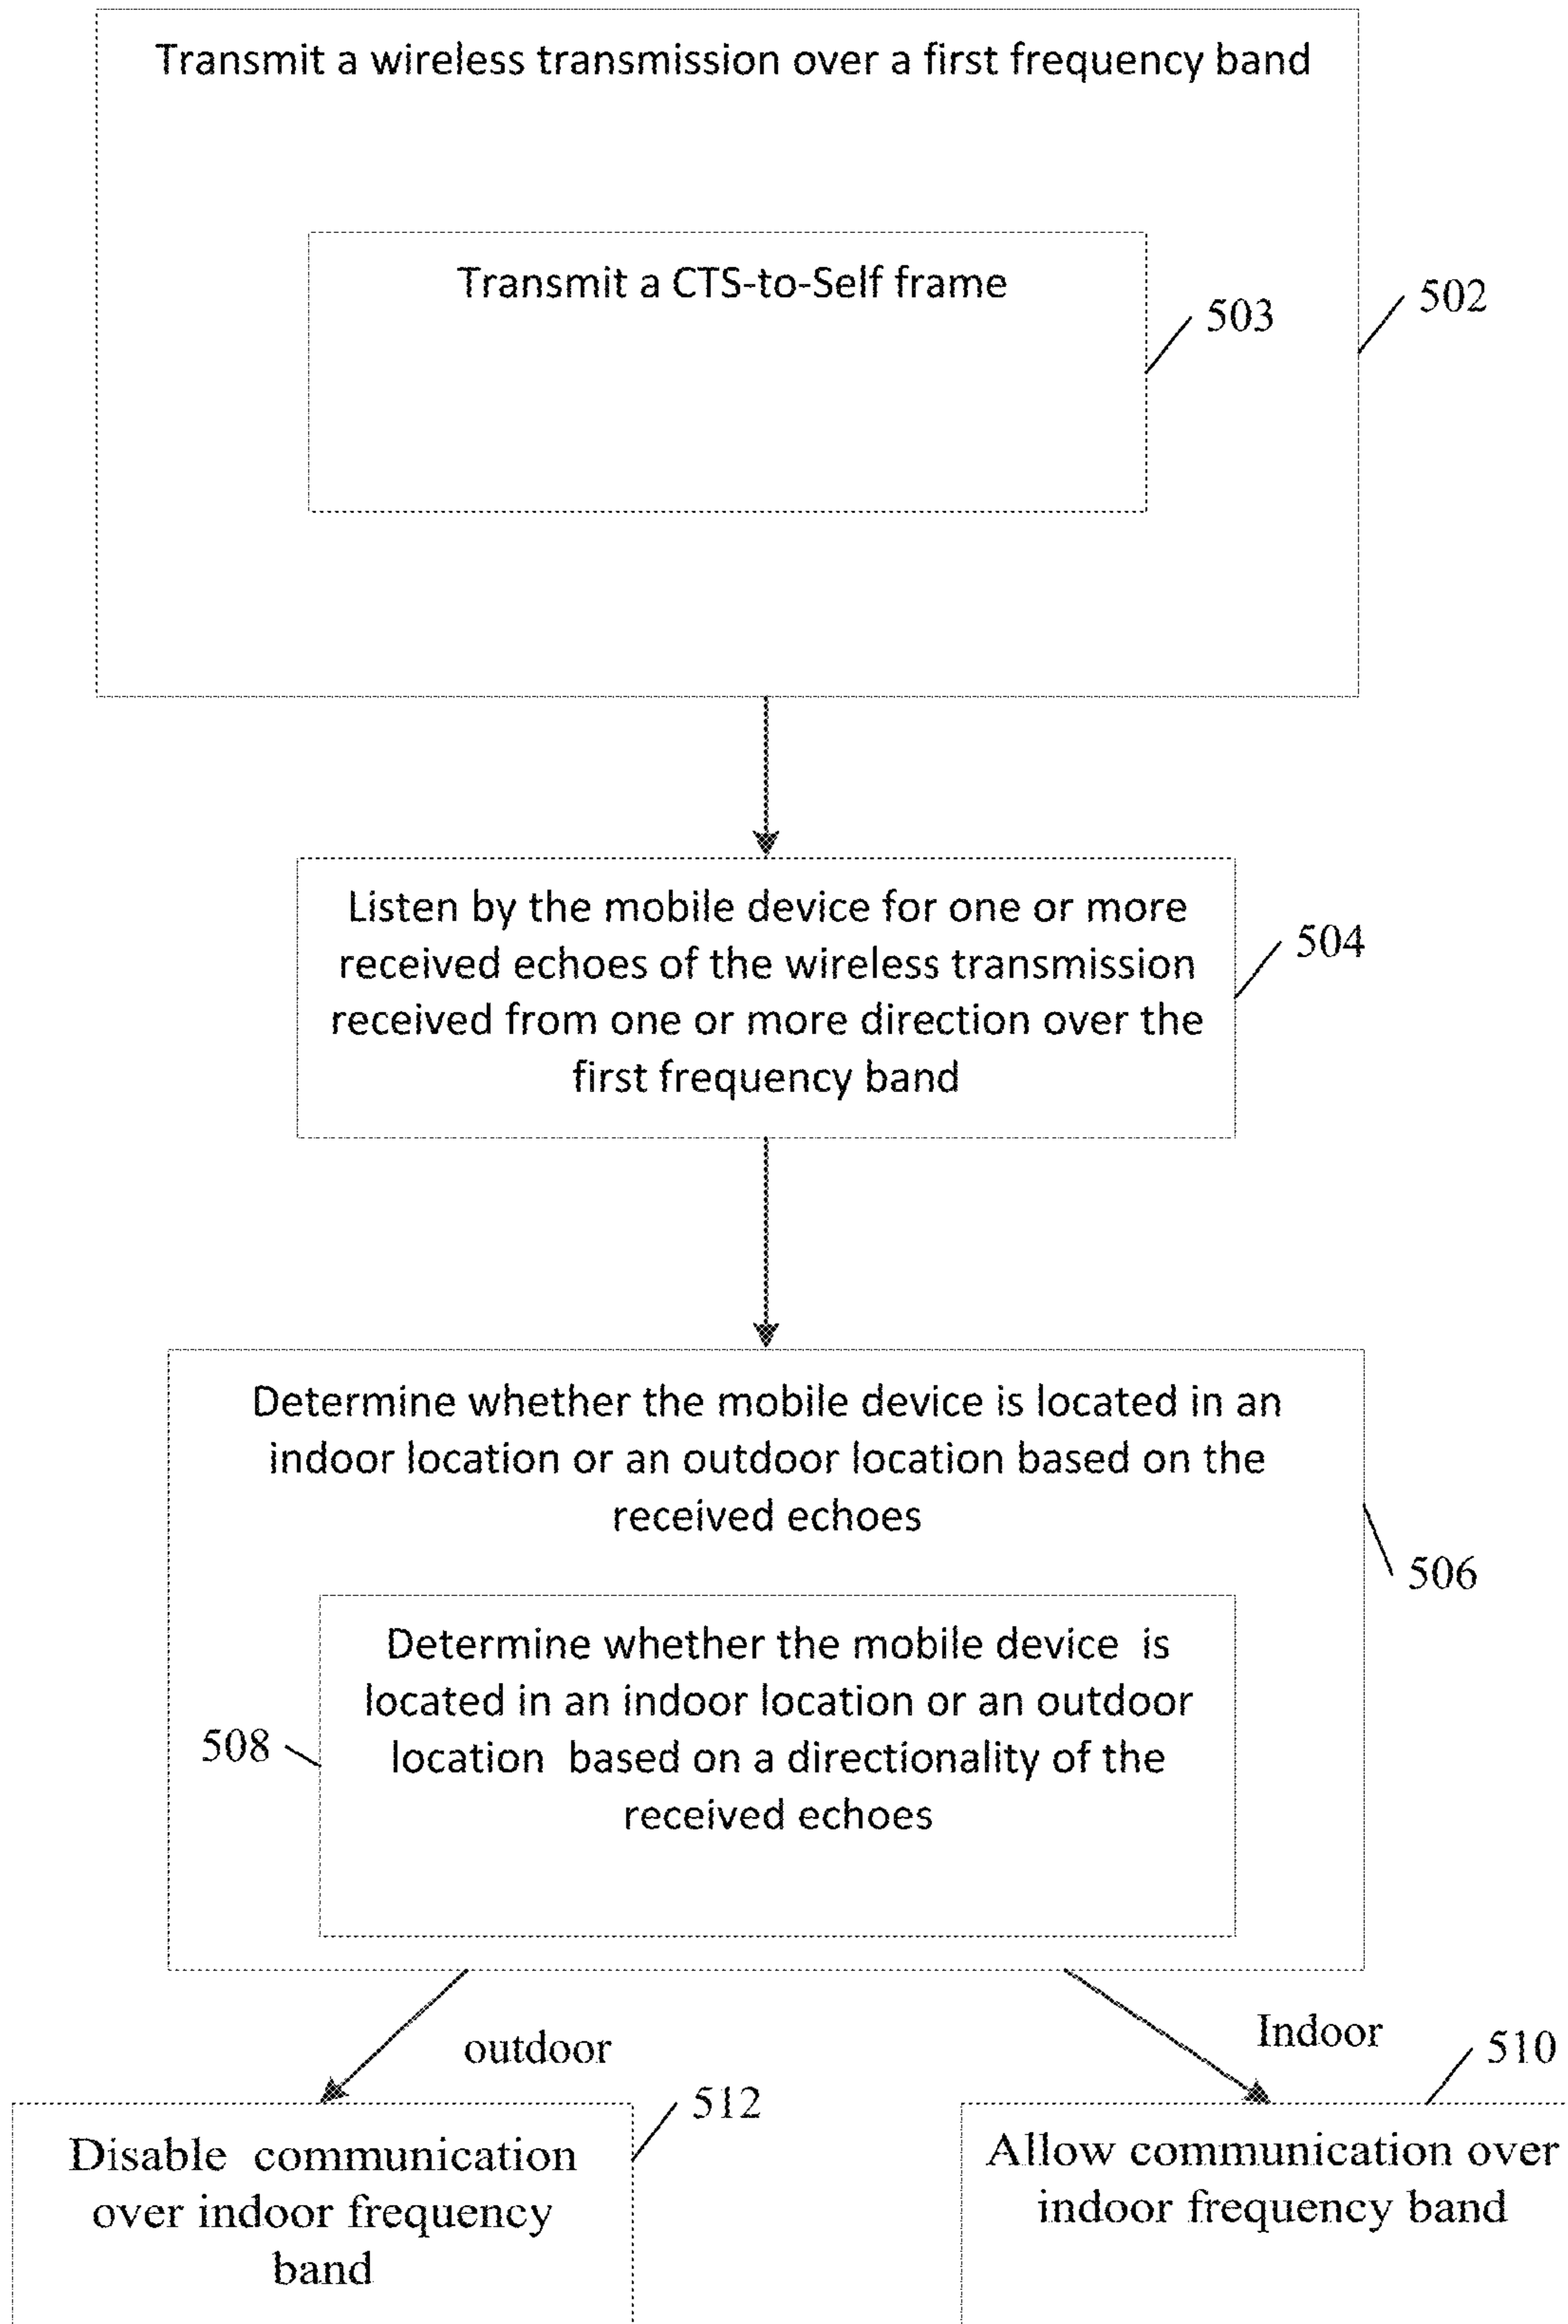 Transmit a wireless transmission over a first frequency band
Transmit a CTS-to-Self frame
503
502
Listen by the mobile device for one or more
received echoes of the wireless transmission
received from one or more direction over the
first frequency band
504
Determine whether the mobile device is located in an
indoor location or an outdoor location based on the
received echoes
506
Determine whether the mobile device is
located in an indoor location or an outdoor
location based on a directionality of the
received echoes
508
outdoor
Indoor
510
512
Disable communication
over indoor frequency
band
Allow communication over
indoor frequency band